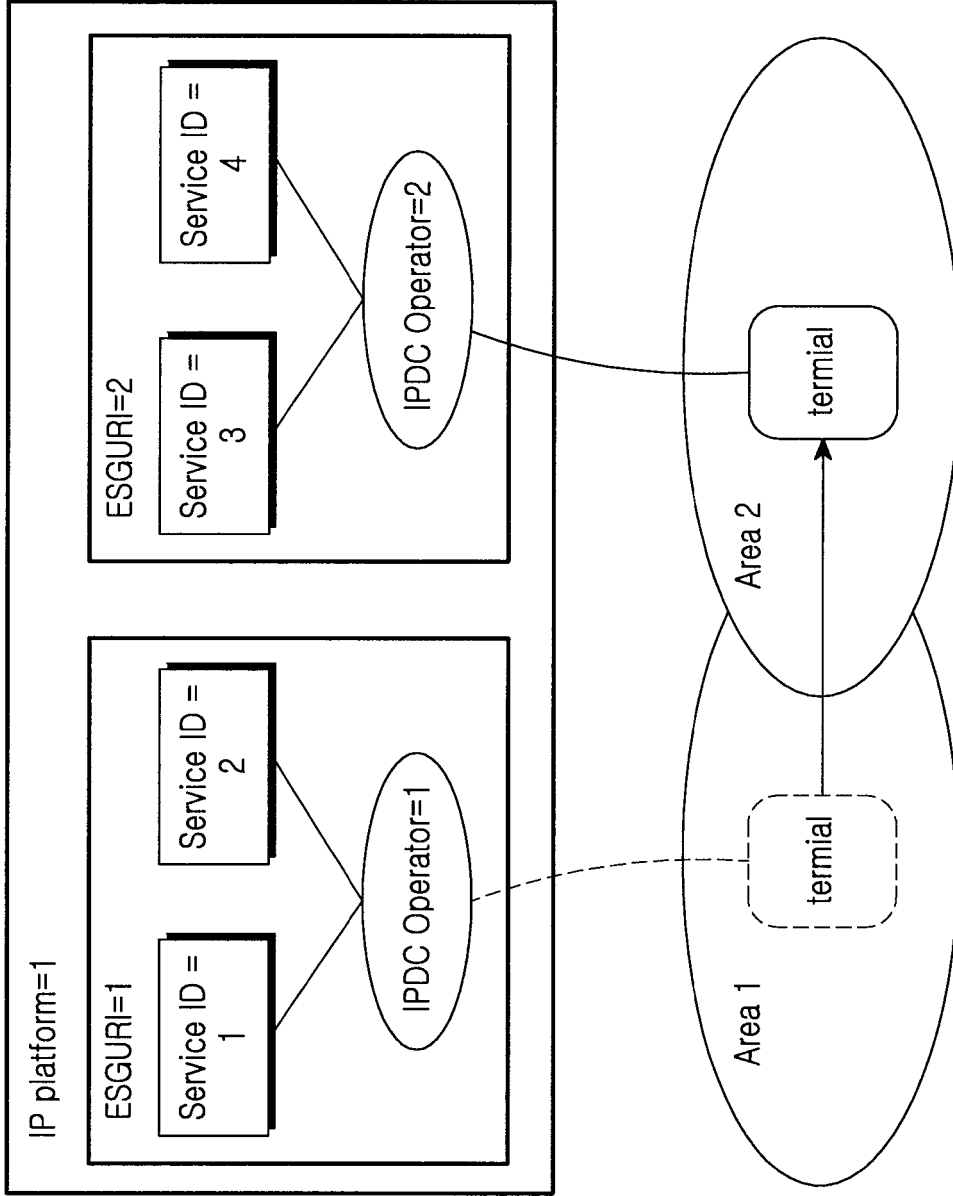 IP platform=1
ESGURI=1
Service ID =
1
Service ID =
2
IPDC Operator=1
ESGURI=2
Service ID =
3
Service ID =
4
IPDC Operator=2
Area 1
termial
Area 2
termial